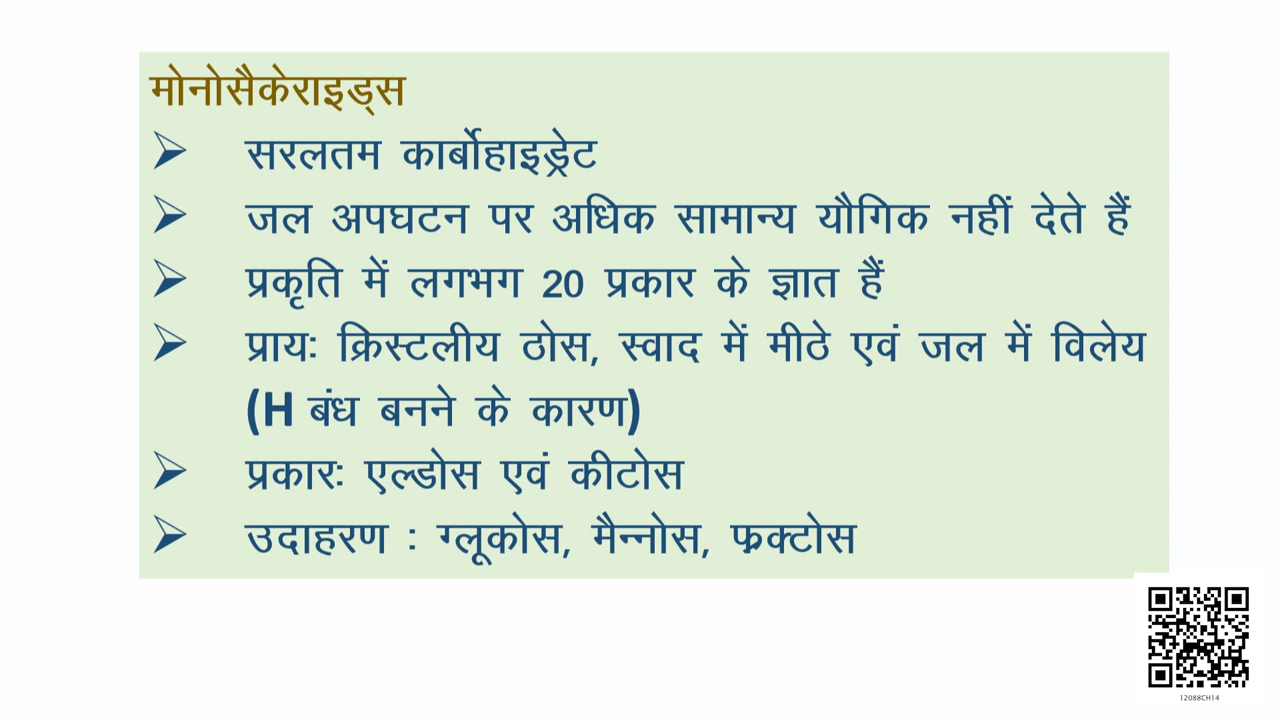 मोनोसैकेराइड्स
➢ सरलतम कार्बोहाइड्रेट
➢ जल अपघटन पर अधिक सामान्य यौगिक नहीं देते हैं
➢ प्रकृति में लगभग 20 प्रकार के ज्ञात हैं
➢ प्रायः क्रिस्टलीय ठोस, स्वाद में मीठे एवं जल में विलेय
(H बंध बनने के कारण)
➢ प्रकारः एल्डोस एवं कीटोस
➢ उदाहरण : ग्लूकोस, मैन्नोस, फ्रक्टोस
12088CH14